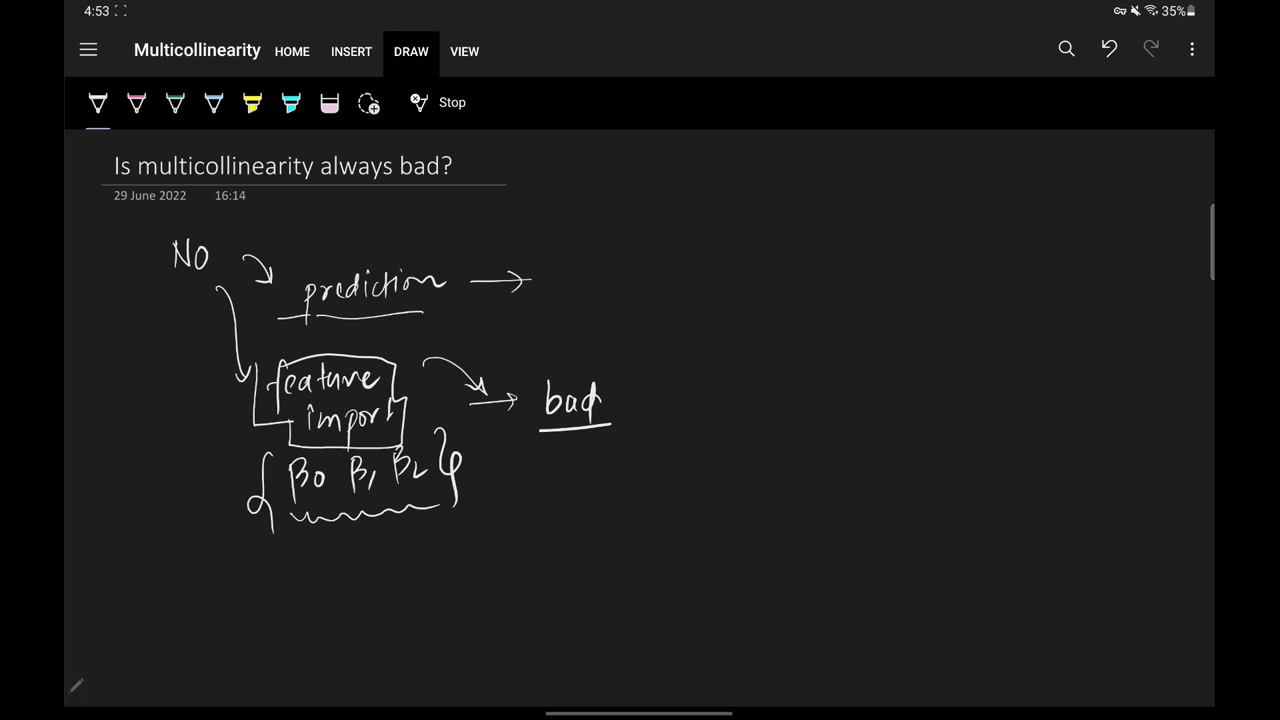 4:53
35%
Multicollinearity HOME INSERT DRAW VIEW
Stop
Is multicollinearity always bad?
29 June 2022 16:14
NO
prediction →
feature
import → bad
{ β0 β1 β2 }